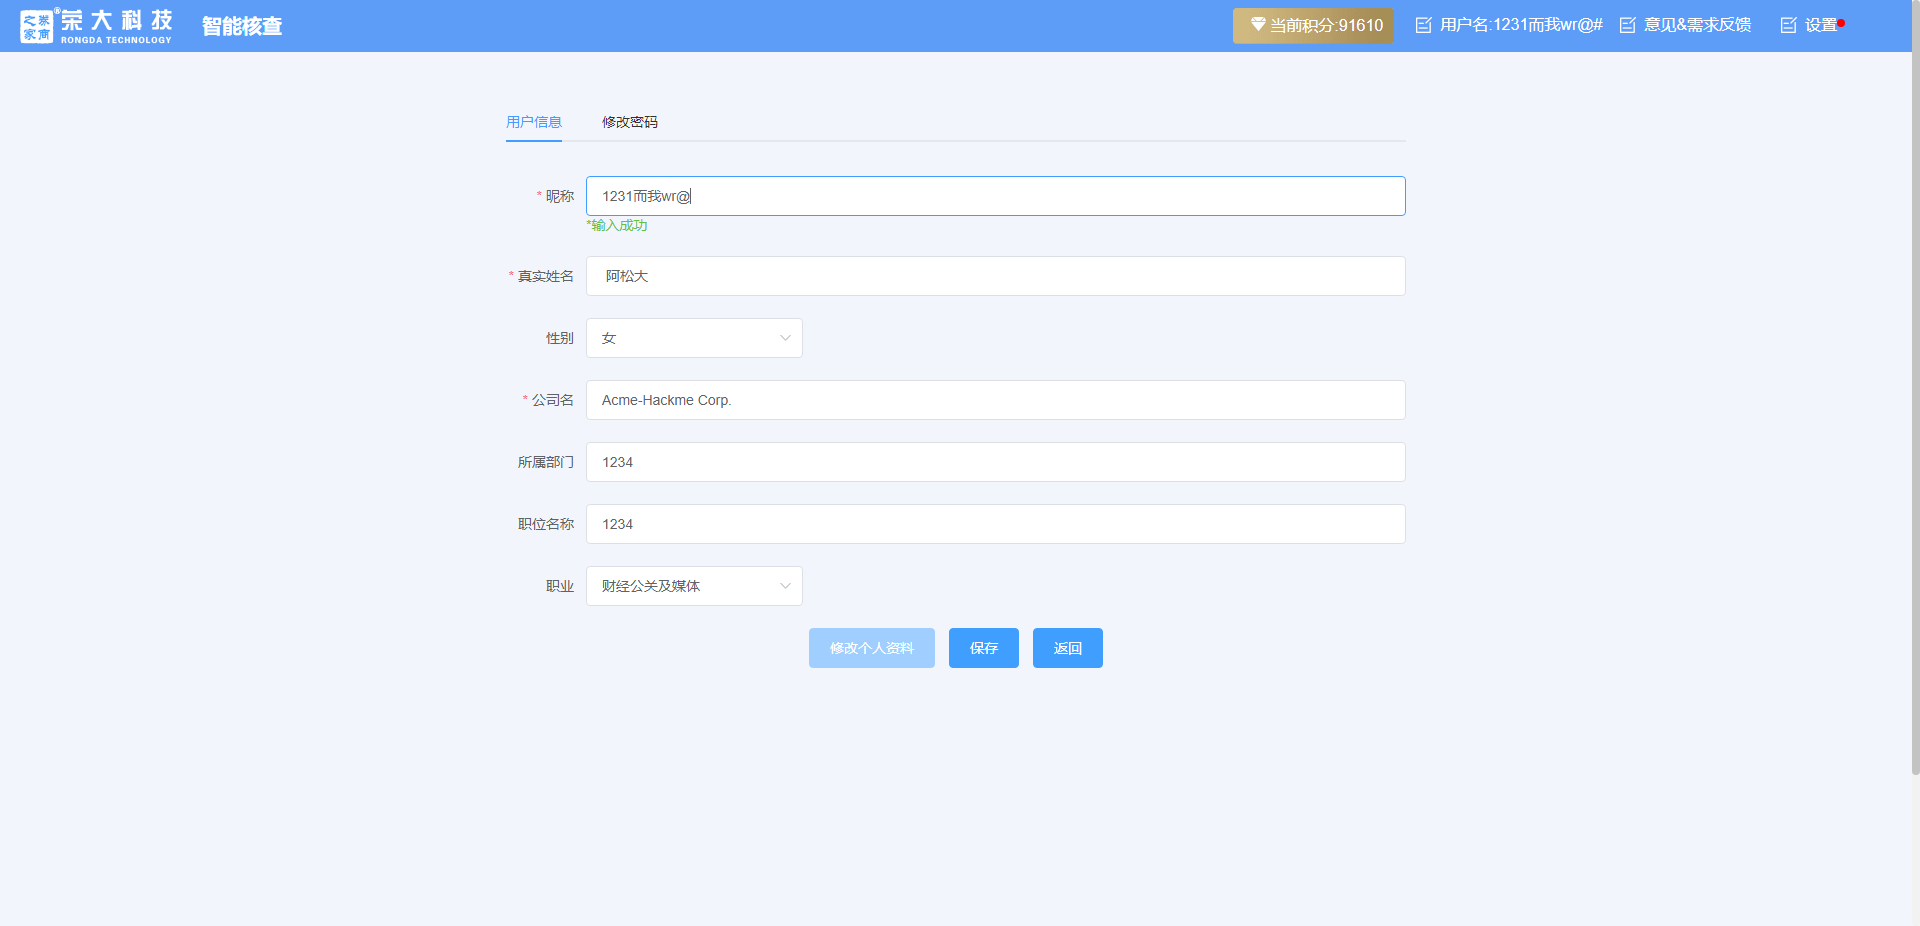 券商之家® 荣大科技
RONGDA TECHNOLOGY
智能核查
当前积分:91610
用户名:1231而我wr@#
意见&需求反馈
设置
用户信息 修改密码
* 昵称 1231而我wr@
*输入成功
* 真实姓名 阿松大
性别 女
* 公司名 Acme-Hackme Corp.
所属部门 1234
职位名称 1234
职业 财经公关及媒体
修改个人资料 保存 返回